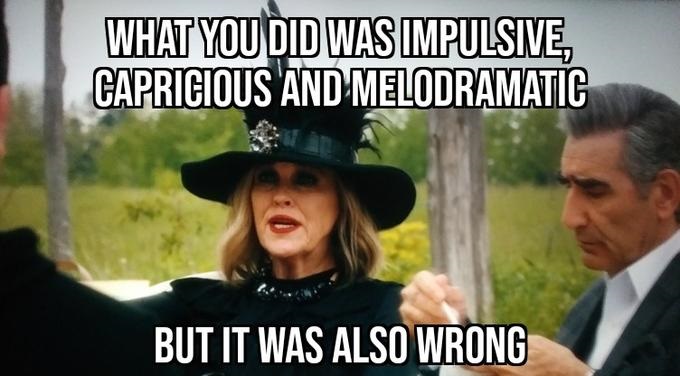 WHAT YOU DID WAS IMPULSIVE,
CAPRICIOUS AND MELODRAMATIC
BUT IT WAS ALSO WRONG